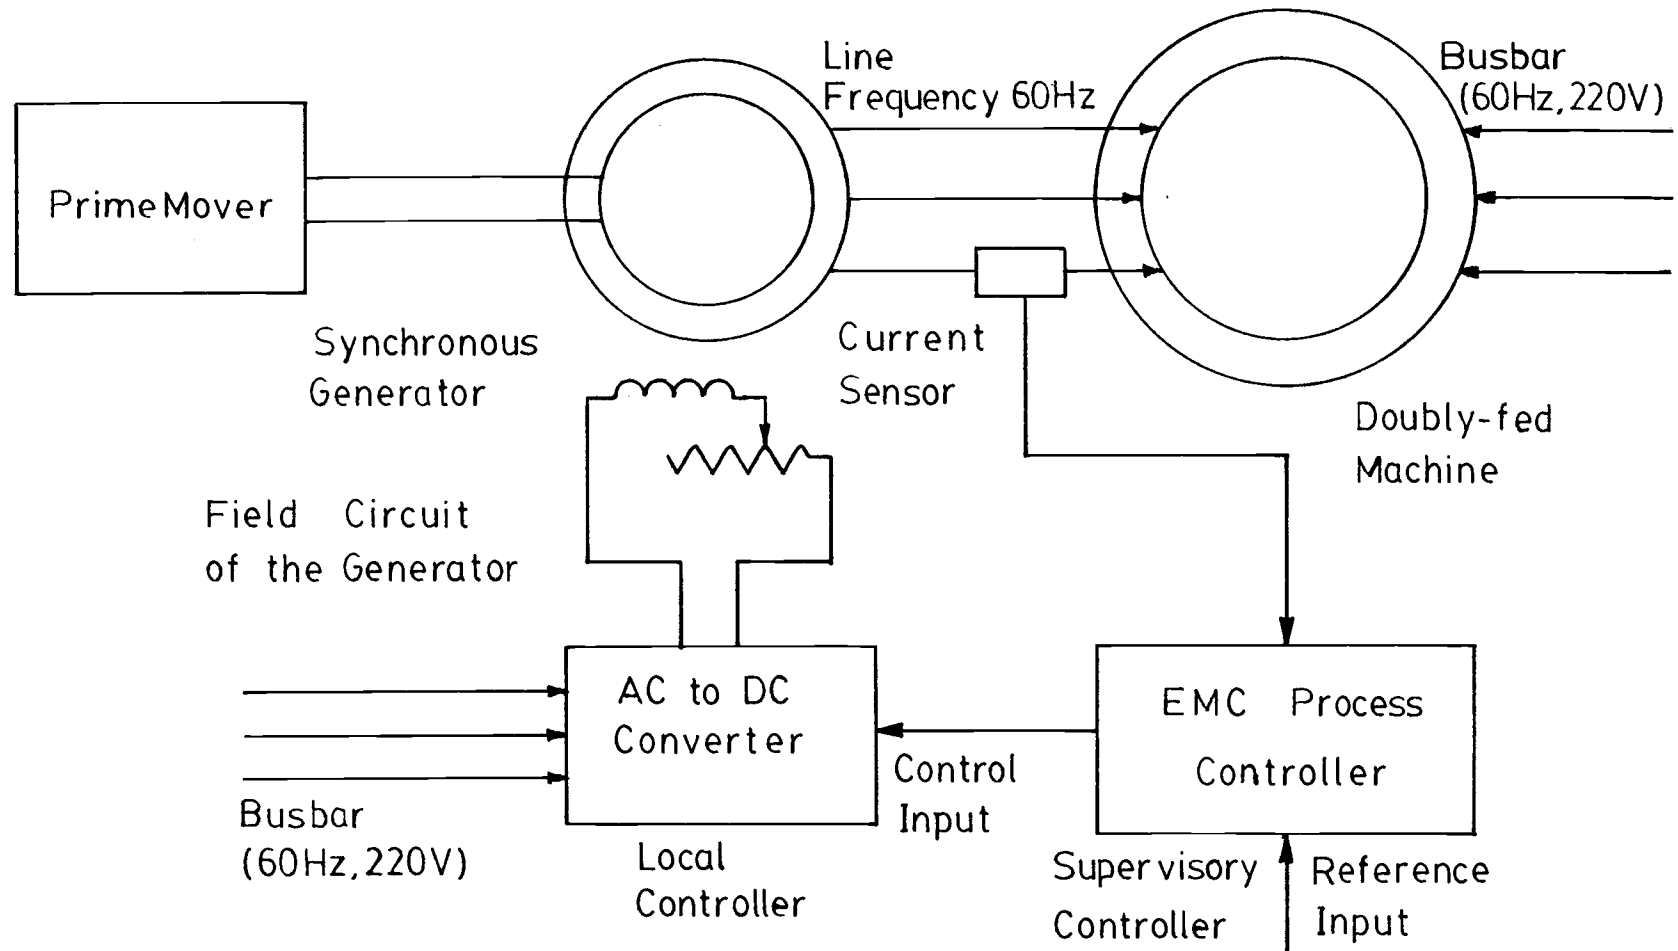 Line
Frequency 60Hz
Busbar
(60Hz, 220V)
Prime Mover
Synchronous
Generator
Current
Sensor
Doubly-fed
Machine
Field Circuit
of the Generator
AC to DC
Converter
EMC Process
Controller
Control
Input
Busbar
(60Hz, 220V)
Local
Controller
Supervisory
Controller
Reference
Input